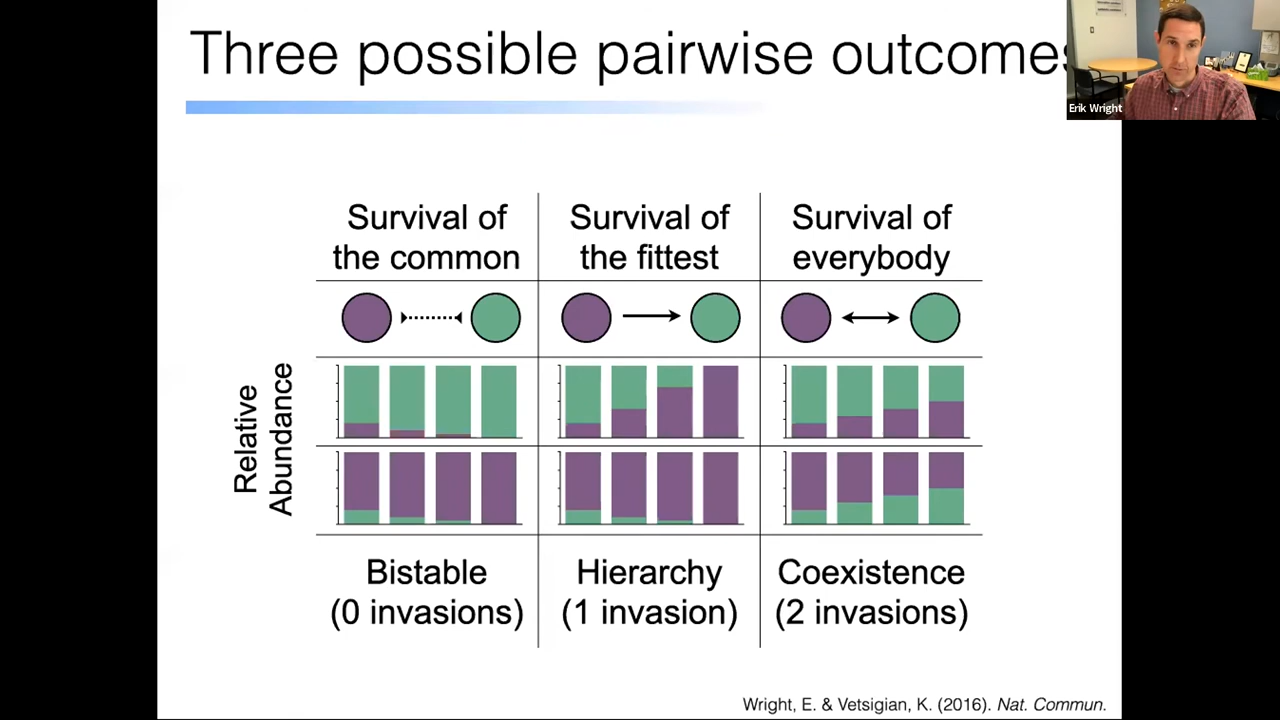 Three possible pairwise outcomes
Erik Wright
Survival of
the common
Survival of
the fittest
Survival of
everybody
Relative
Abundance
Bistable
(0 invasions)
Hierarchy
(1 invasion)
Coexistence
(2 invasions)
Wright, E. & Vetsigian, K. (2016). Nat. Commun.